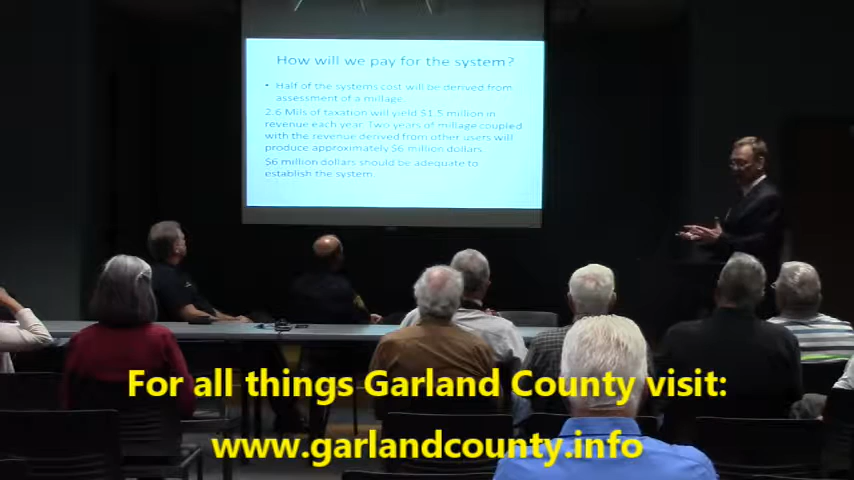 How will we pay for the system?
• Half of the systems cost will be derived from
assessment of a millage.
2.6 Mils of taxation will yield $1.5 million in
revenue each year. Two years of millage coupled
with the revenue derived from other users will
produce approximately $6 million dollars.
$6 million dollars should be adequate to
establish the system.
For all things Garland County visit:
www.garlandcounty.info